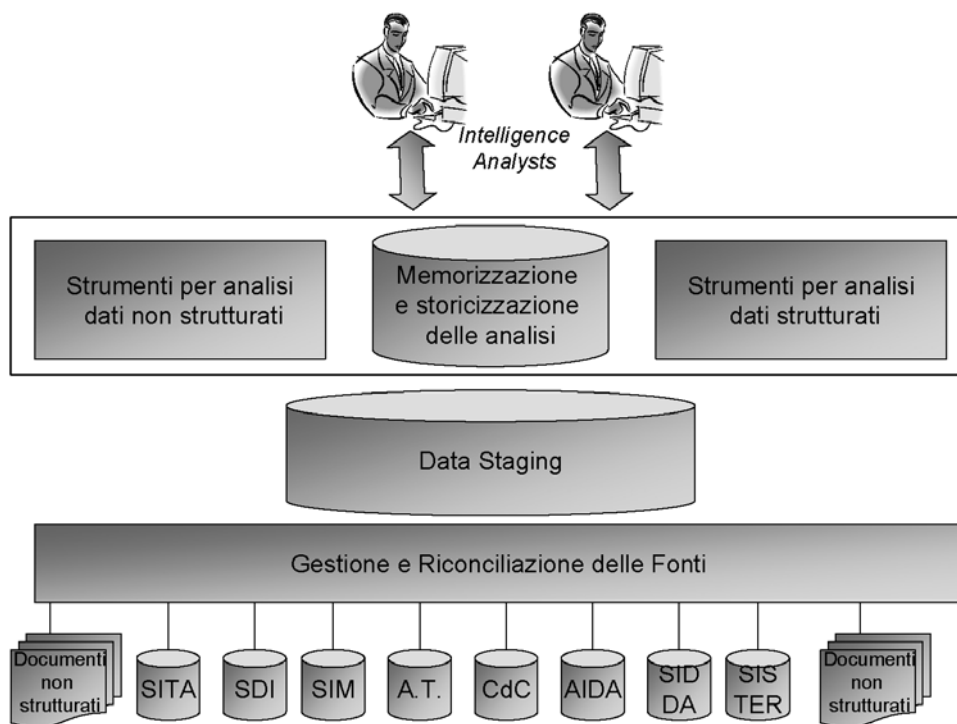 Intelligence
Analysts
Strumenti per analisi
dati non strutturati
Memorizzazione
e storicizzazione
delle analisi
Strumenti per analisi
dati strutturati
Data Staging
Gestione e Riconciliazione delle Fonti
Documenti
non
strutturati
SITA
SDI
SIM
A.T.
CdC
AIDA
SID
DA
SIS
TER
Documenti
non
strutturati